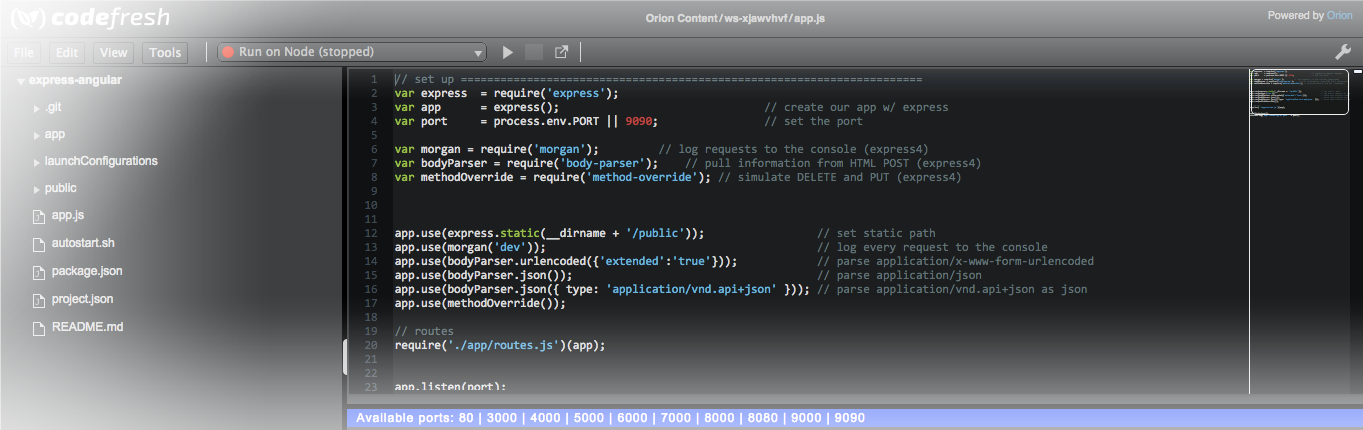 codefresh
Orion Content/ws-xjawvhvf/app.js
Powered by Orion
File Edit View Tools
Run on Node (stopped)
express-angular
.git
app
launchConfigurations
public
app.js
autostart.sh
package.json
project.json
README.md
1 // set up ======================================================================
2 var express  = require('express');
3 var app      = express();                               // create our app w/ express
4 var port     = process.env.PORT || 9090;                // set the port
5
6 var morgan = require('morgan');         // log requests to the console (express4)
7 var bodyParser = require('body-parser');    // pull information from HTML POST (express4)
8 var methodOverride = require('method-override'); // simulate DELETE and PUT (express4)
9
10
11
12 app.use(express.static(__dirname + '/public'));                 // set static path
13 app.use(morgan('dev'));                                         // log every request to the console
14 app.use(bodyParser.urlencoded({'extended':'true'}));            // parse application/x-www-form-urlencoded
15 app.use(bodyParser.json());                                     // parse application/json
16 app.use(bodyParser.json({ type: 'application/vnd.api+json' })); // parse application/vnd.api+json as json
17 app.use(methodOverride());
18
19 // routes
20 require('./app/routes.js')(app);
21
22
23 app.listen(port);
Available ports: 80 | 3000 | 4000 | 5000 | 6000 | 7000 | 8000 | 8080 | 9000 | 9090